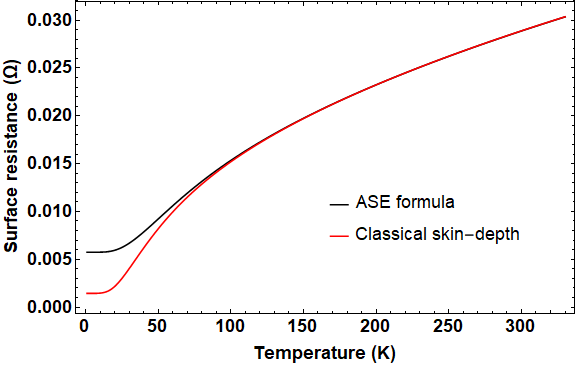 0.030
0.025
0.020
0.015
0.010
0.005
0.000
Surface resistance (Ω)
ASE formula
Classical skin−depth
0 50 100 150 200 250 300
Temperature (K)